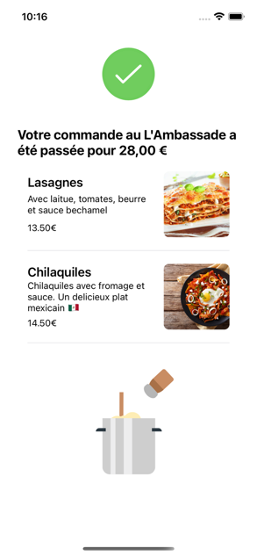 10:16
Votre commande au L'Ambassade a
été passée pour 28,00 €
Lasagnes
Avec laitue, tomates, beurre
et sauce bechamel
13.50€
Chilaquiles
Chilaquiles avec fromage et
sauce. Un delicieux plat
mexicain 🇲🇽
14.50€